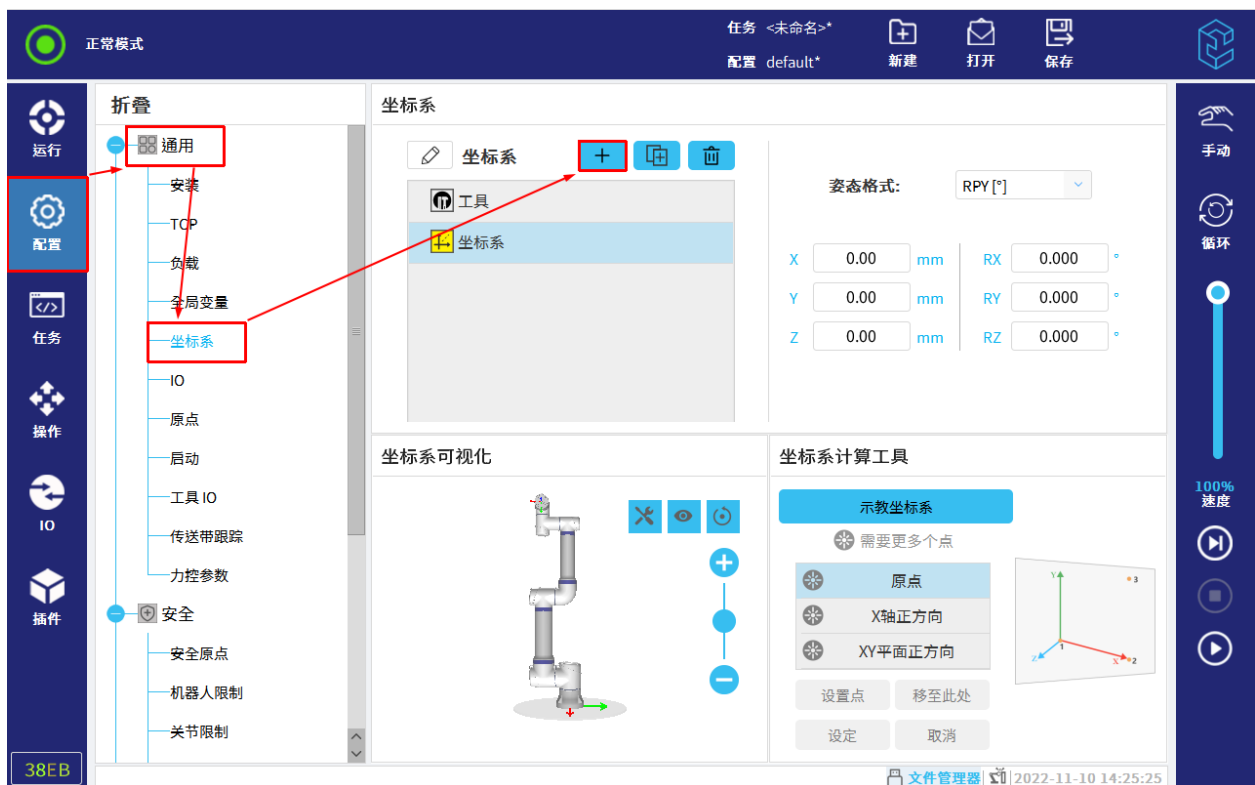 正常模式
任务 <未命名>*
配置 default*
新建
打开
保存
运行
配置
任务
操作
IO
插件
38EB
折叠
通用
安装
TCP
负载
全局变量
坐标系
IO
原点
启动
工具 IO
传送带跟踪
力控参数
安全
安全原点
机器人限制
关节限制
坐标系
坐标系
工具
坐标系
姿态格式: RPY [°]
X 0.00 mm RX 0.000 °
Y 0.00 mm RY 0.000 °
Z 0.00 mm RZ 0.000 °
坐标系可视化
坐标系计算工具
示教坐标系
需要更多个点
原点
X轴正方向
XY平面正方向
Y 3
1
Z X 2
设置点 移至此处
设定 取消
手动
循环
100%
速度
文件管理器 2022-11-10 14:25:25